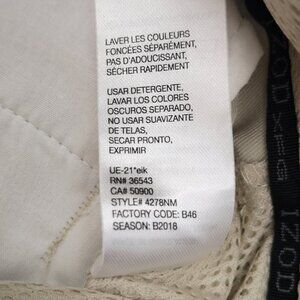 LAVER LES COULEURS
FONCÉES SÉPARÉMENT,
PAS D'ADOUCISSANT,
SÉCHER RAPIDEMENT
USAR DETERGENTE,
LAVAR LOS COLORES
OSCUROS SEPARADO,
NO USAR SUAVIZANTE
DE TELAS,
SECAR PRONTO,
EXPRIMIR
UE-21*eik
RN# 36543
CA# 50900
STYLE# 4278NM
FACTORY CODE: B46
SEASON: B2018
IZOD